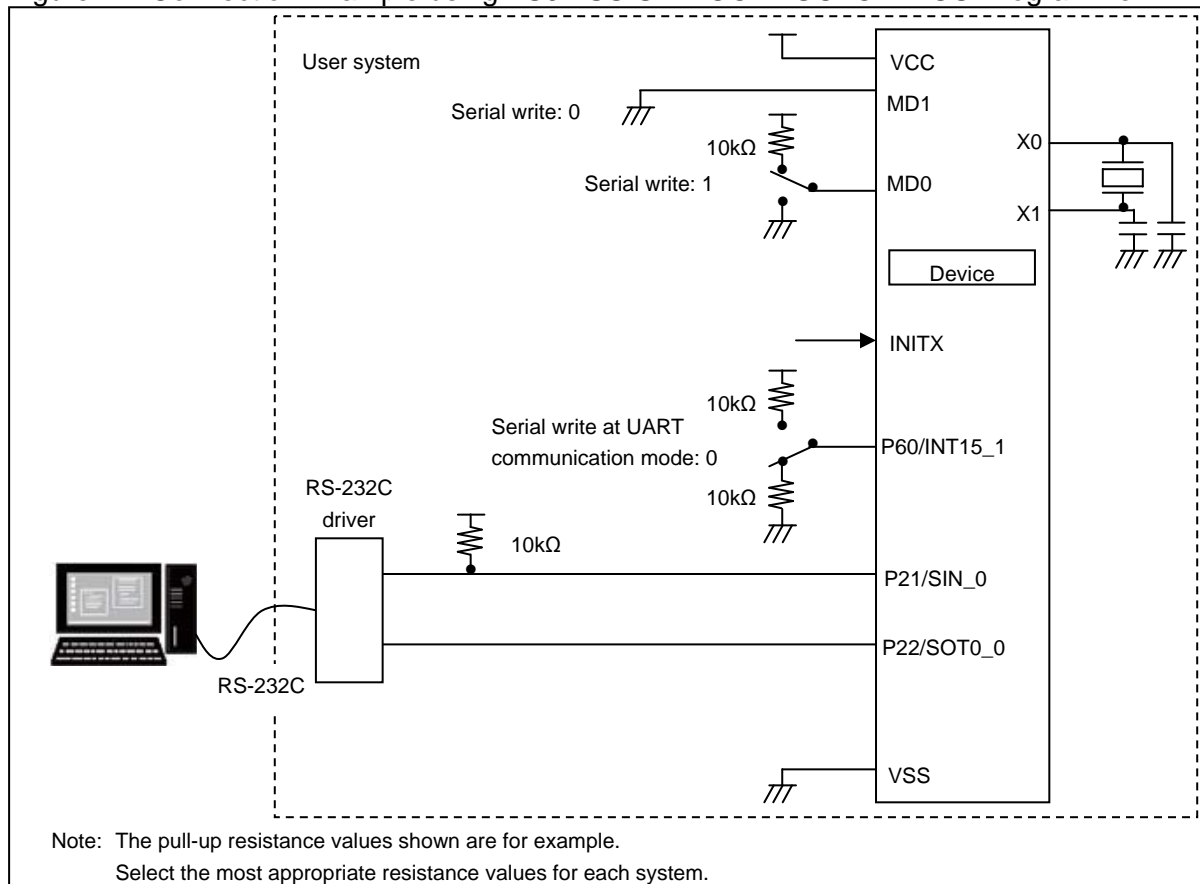 User system
VCC
MD1
Serial write: 0
X0
10kΩ
Serial write: 1
MD0
X1
Device
INITX
10kΩ
Serial write at UART
communication mode: 0
P60/INT15_1
10kΩ
RS-232C
driver
10kΩ
P21/SIN_0
P22/SOT0_0
RS-232C
VSS
Note: The pull-up resistance values shown are for example.
Select the most appropriate resistance values for each system.